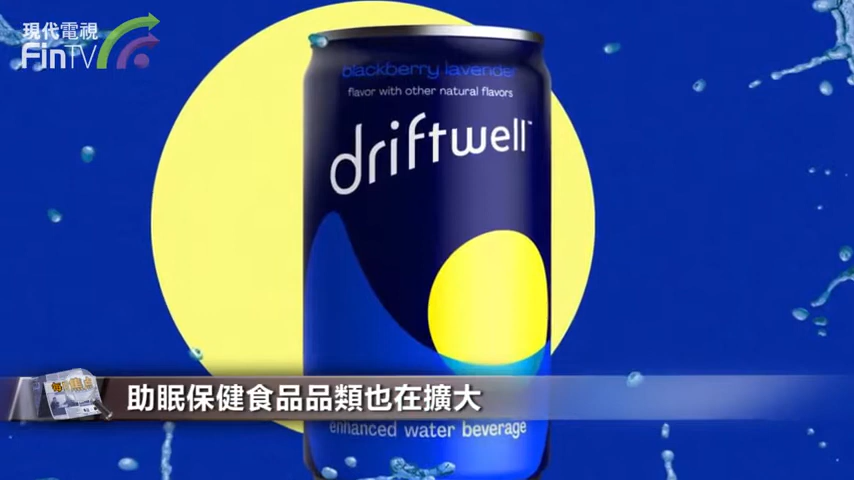 現代電視
FinTV
blackberry lavender
flavor with other natural flavors
driftwell™
助眠保健食品品類也在擴大
enhanced water beverage